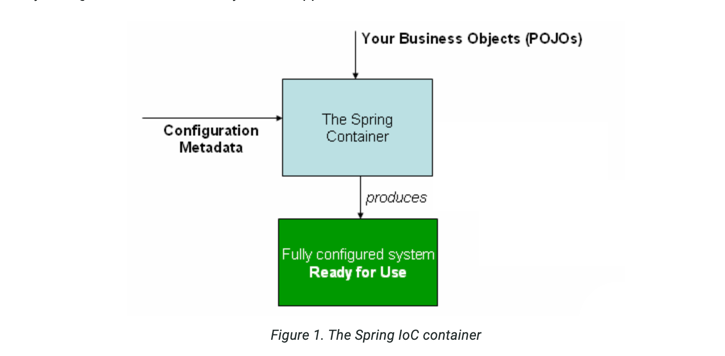 Your Business Objects (POJOs)
The Spring
Container
Configuration
Metadata
produces
Fully configured system
Ready for Use
Figure 1. The Spring IoC container